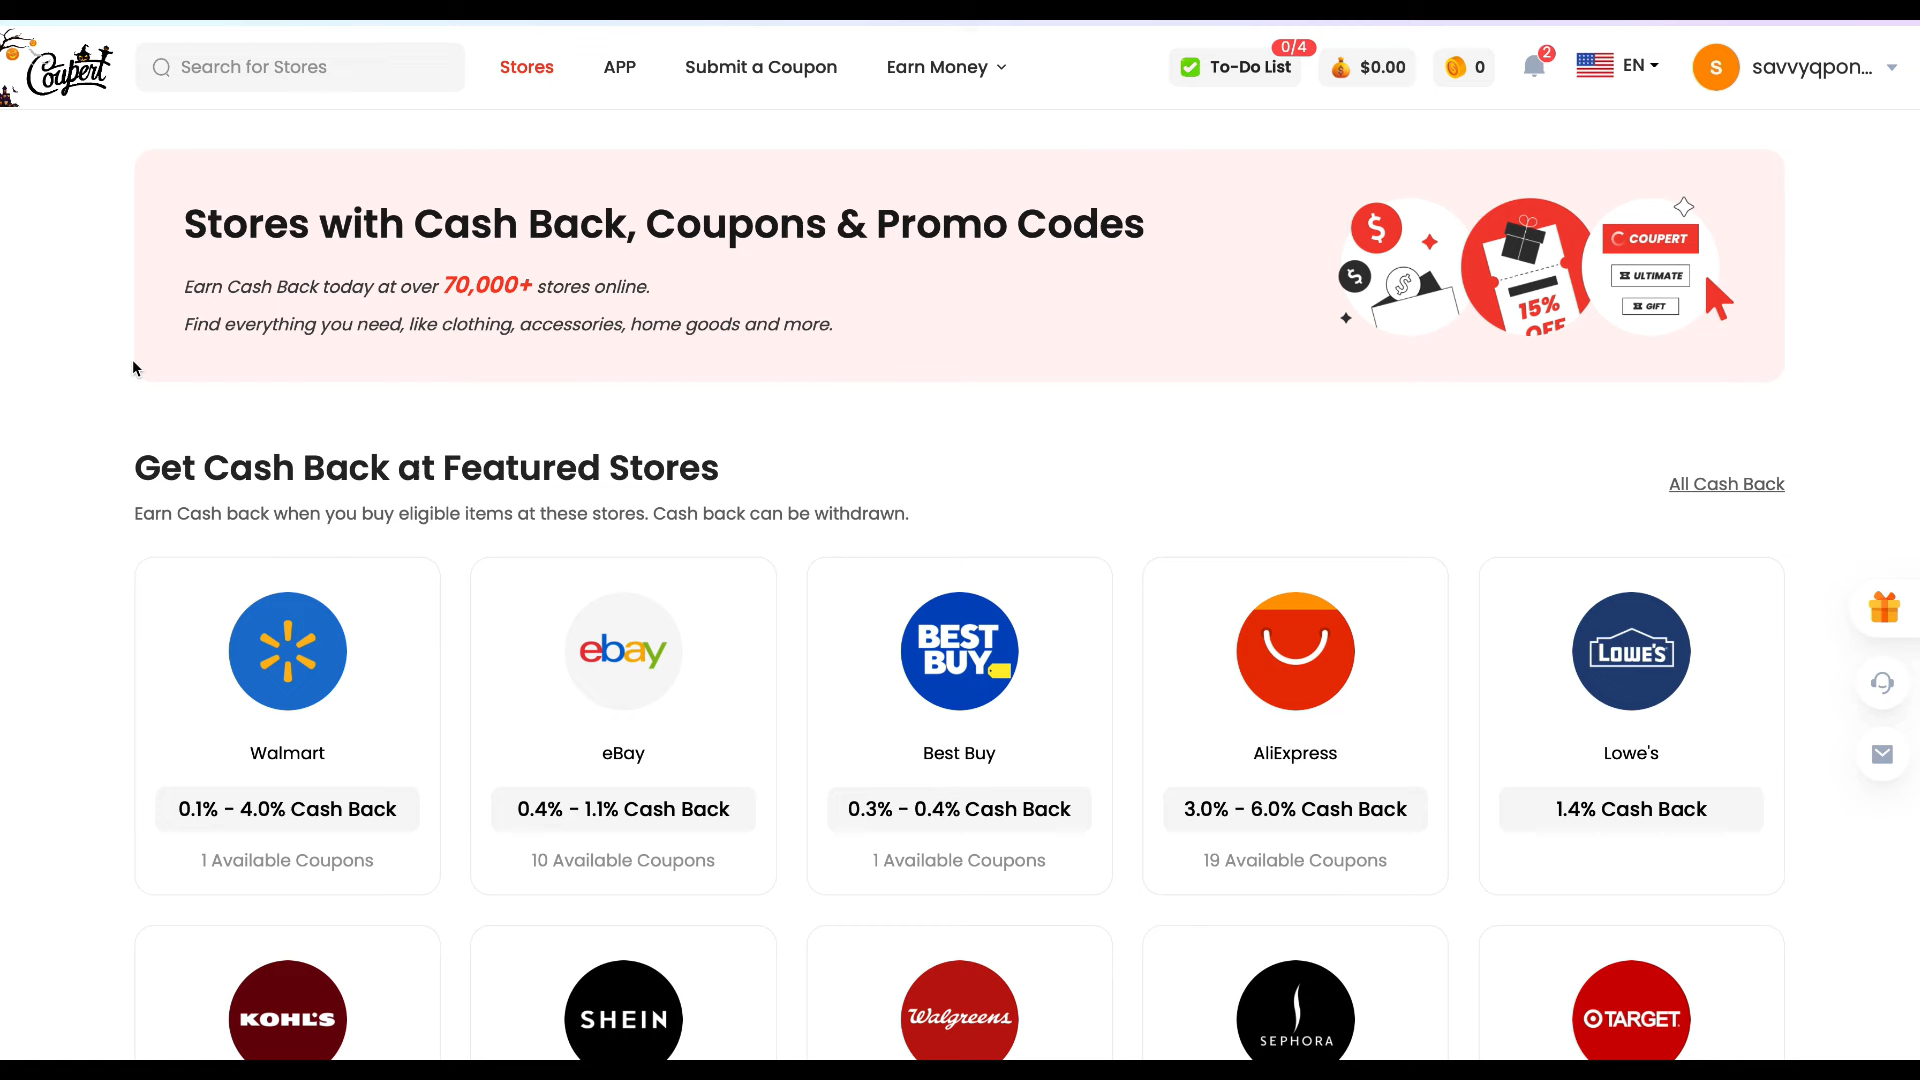 Coupert
Search for Stores
Stores
APP
Submit a Coupon
Earn Money
To-Do List
0/4
$0.00
0
2
EN
S
savvyqpon...
Stores with Cash Back, Coupons & Promo Codes
Earn Cash Back today at over 70,000+ stores online.
Find everything you need, like clothing, accessories, home goods and more.
15%
OFF
COUPERT
ULTIMATE
GIFT
Get Cash Back at Featured Stores
All Cash Back
Earn Cash back when you buy eligible items at these stores. Cash back can be withdrawn.
ebay
BEST
BUY
LOWE'S
Walmart
eBay
Best Buy
AliExpress
Lowe's
0.1% - 4.0% Cash Back
0.4% - 1.1% Cash Back
0.3% - 0.4% Cash Back
3.0% - 6.0% Cash Back
1.4% Cash Back
1 Available Coupons
10 Available Coupons
1 Available Coupons
19 Available Coupons
KOHL'S
SHEIN
Walgreens
SEPHORA
TARGET